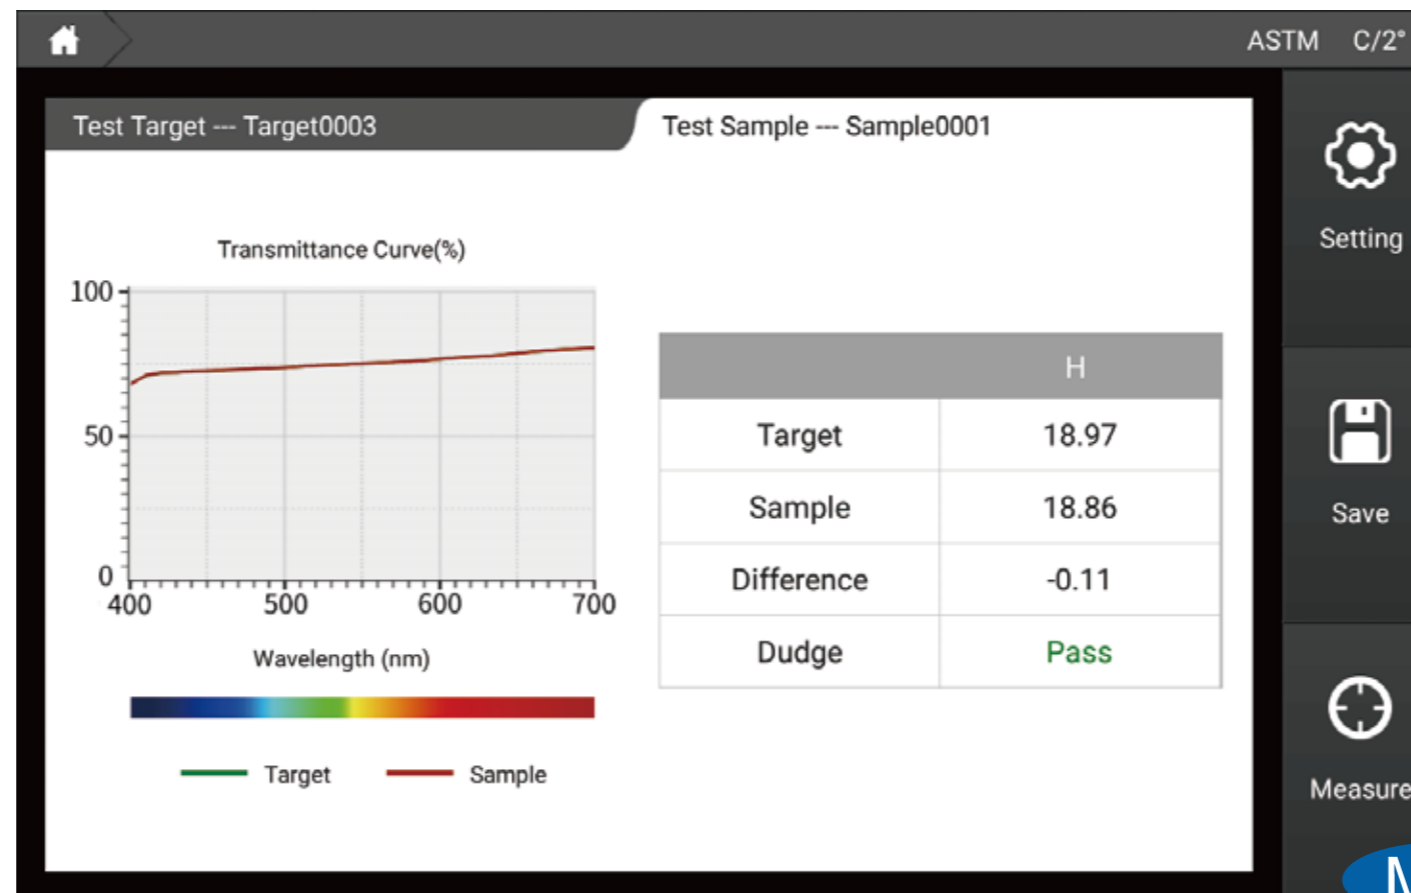 ASTM C/2°
Test Target --- Target0003
Test Sample --- Sample0001
Setting
Transmittance Curve(%)
100
50
0
400 500 600 700
Wavelength (nm)
Target Sample
H
Target 18.97
Sample 18.86
Difference -0.11
Dudge Pass
Save
Measure